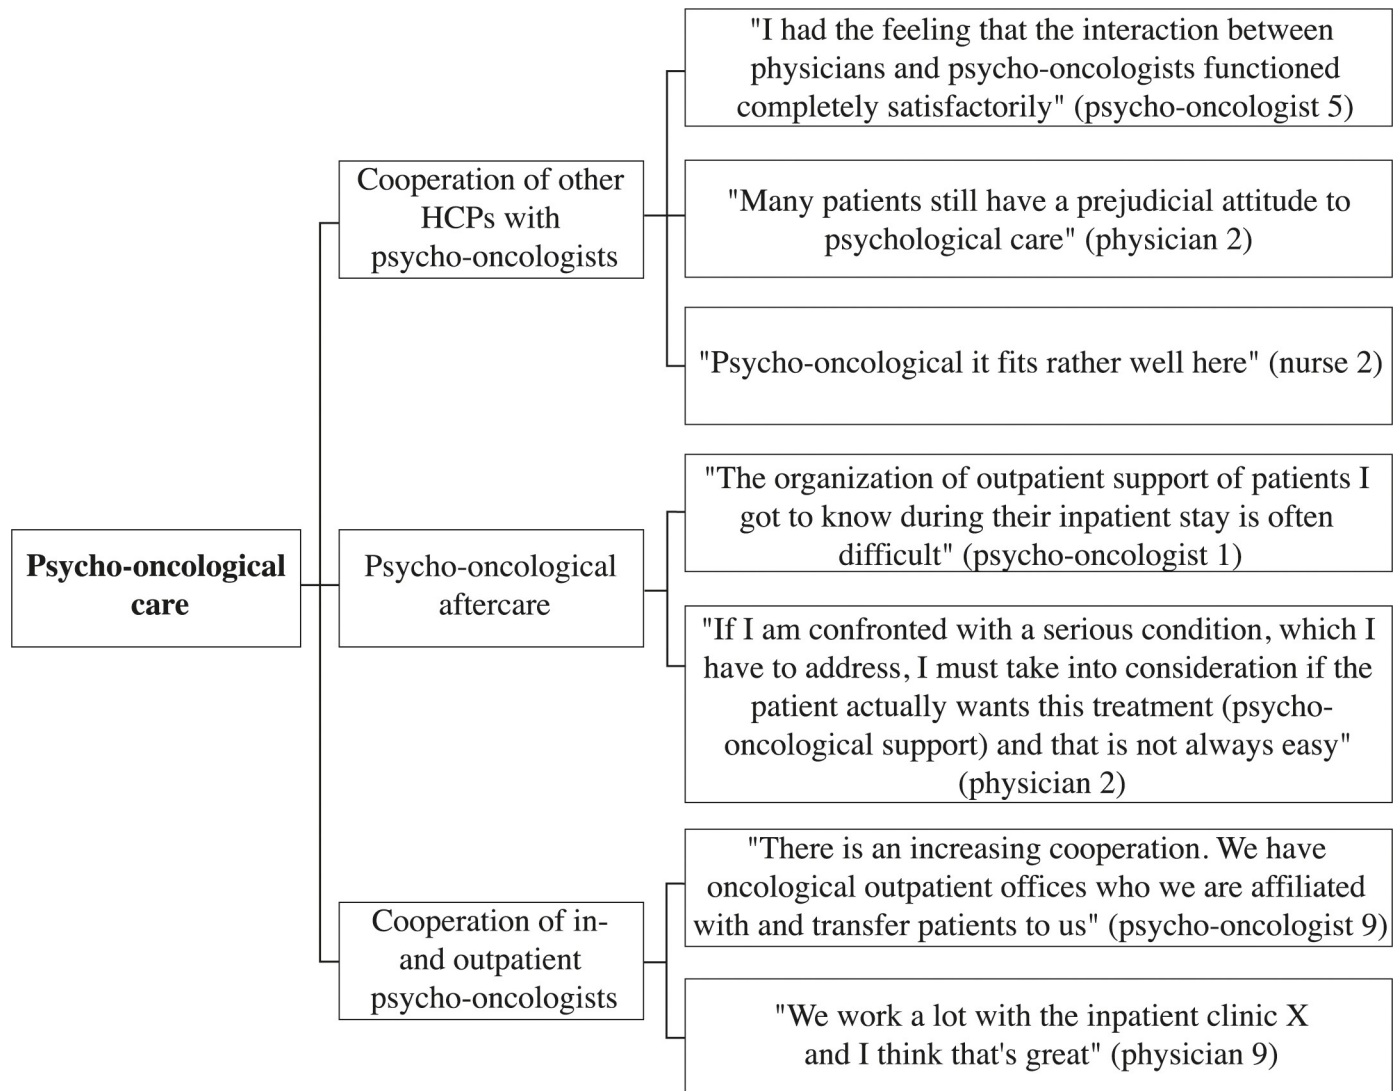 Psycho-oncological
care
Cooperation of other
HCPs with
psycho-oncologists
"I had the feeling that the interaction between
physicians and psycho-oncologists functioned
completely satisfactorily" (psycho-oncologist 5)
"Many patients still have a prejudicial attitude to
psychological care" (physician 2)
"Psycho-oncological it fits rather well here" (nurse 2)
Psycho-oncological
aftercare
"The organization of outpatient support of patients I
got to know during their inpatient stay is often
difficult" (psycho-oncologist 1)
"If I am confronted with a serious condition, which I
have to address, I must take into consideration if the
patient actually wants this treatment (psycho-
oncological support) and that is not always easy"
(physician 2)
Cooperation of in-
and outpatient
psycho-oncologists
"There is an increasing cooperation. We have
oncological outpatient offices who we are affiliated
with and transfer patients to us" (psycho-oncologist 9)
"We work a lot with the inpatient clinic X
and I think that's great" (physician 9)